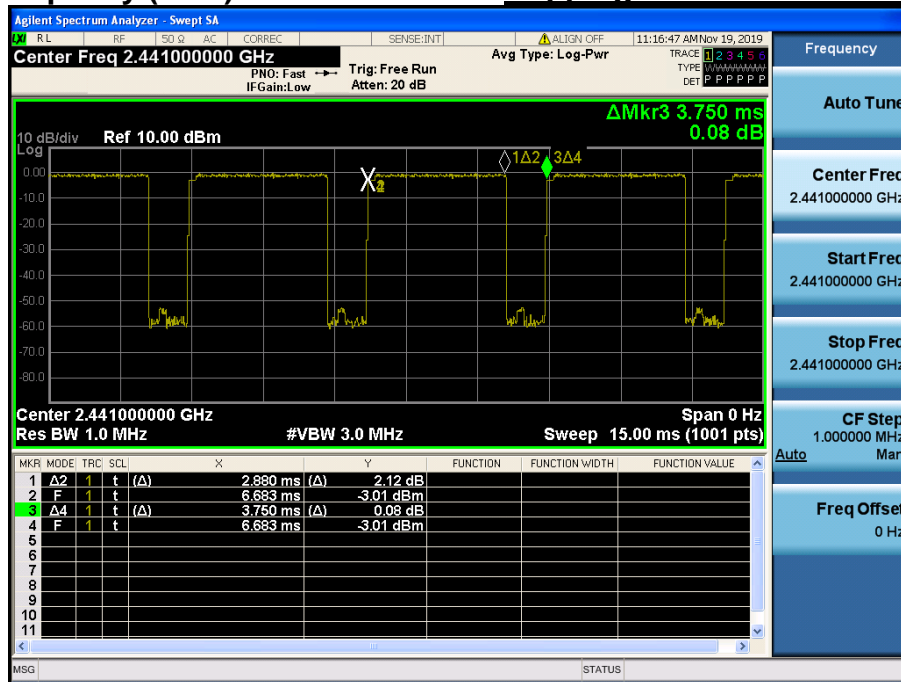 Agilent Spectrum Analyzer - Swept SA
LXI RL RF 50 Ω AC CORREC SENSE:INT ALIGN OFF 11:16:47 AM Nov 19, 2019
Center Freq 2.441000000 GHz
PNO: Fast
IFGain:Low
Trig: Free Run
Atten: 20 dB
Avg Type: Log-Pwr
TRACE 1 2 3 4 5 6
TYPE
DET P P P P P P
ΔMkr3 3.750 ms
0.08 dB
10 dB/div Ref 10.00 dBm
Log
1Δ2 3Δ4
0.00
-10.0
-20.0
-30.0
-40.0
-50.0
-60.0
-70.0
-80.0
Center 2.441000000 GHz Span 0 Hz
Res BW 1.0 MHz #VBW 3.0 MHz Sweep 15.00 ms (1001 pts)
MKR MODE TRC SCL X Y FUNCTION FUNCTION WIDTH FUNCTION VALUE
1 Δ2 1 t (Δ) 2.880 ms (Δ) 2.12 dB
2 F 1 t 6.683 ms -3.01 dBm
3 Δ4 1 t (Δ) 3.750 ms (Δ) 0.08 dB
4 F 1 t 6.683 ms -3.01 dBm
5
6
7
8
9
10
11
MSG STATUS
Frequency
Auto Tune
Center Freq
2.441000000 GHz
Start Freq
2.441000000 GHz
Stop Freq
2.441000000 GHz
CF Step
1.000000 MHz
Auto Man
Freq Offset
0 Hz